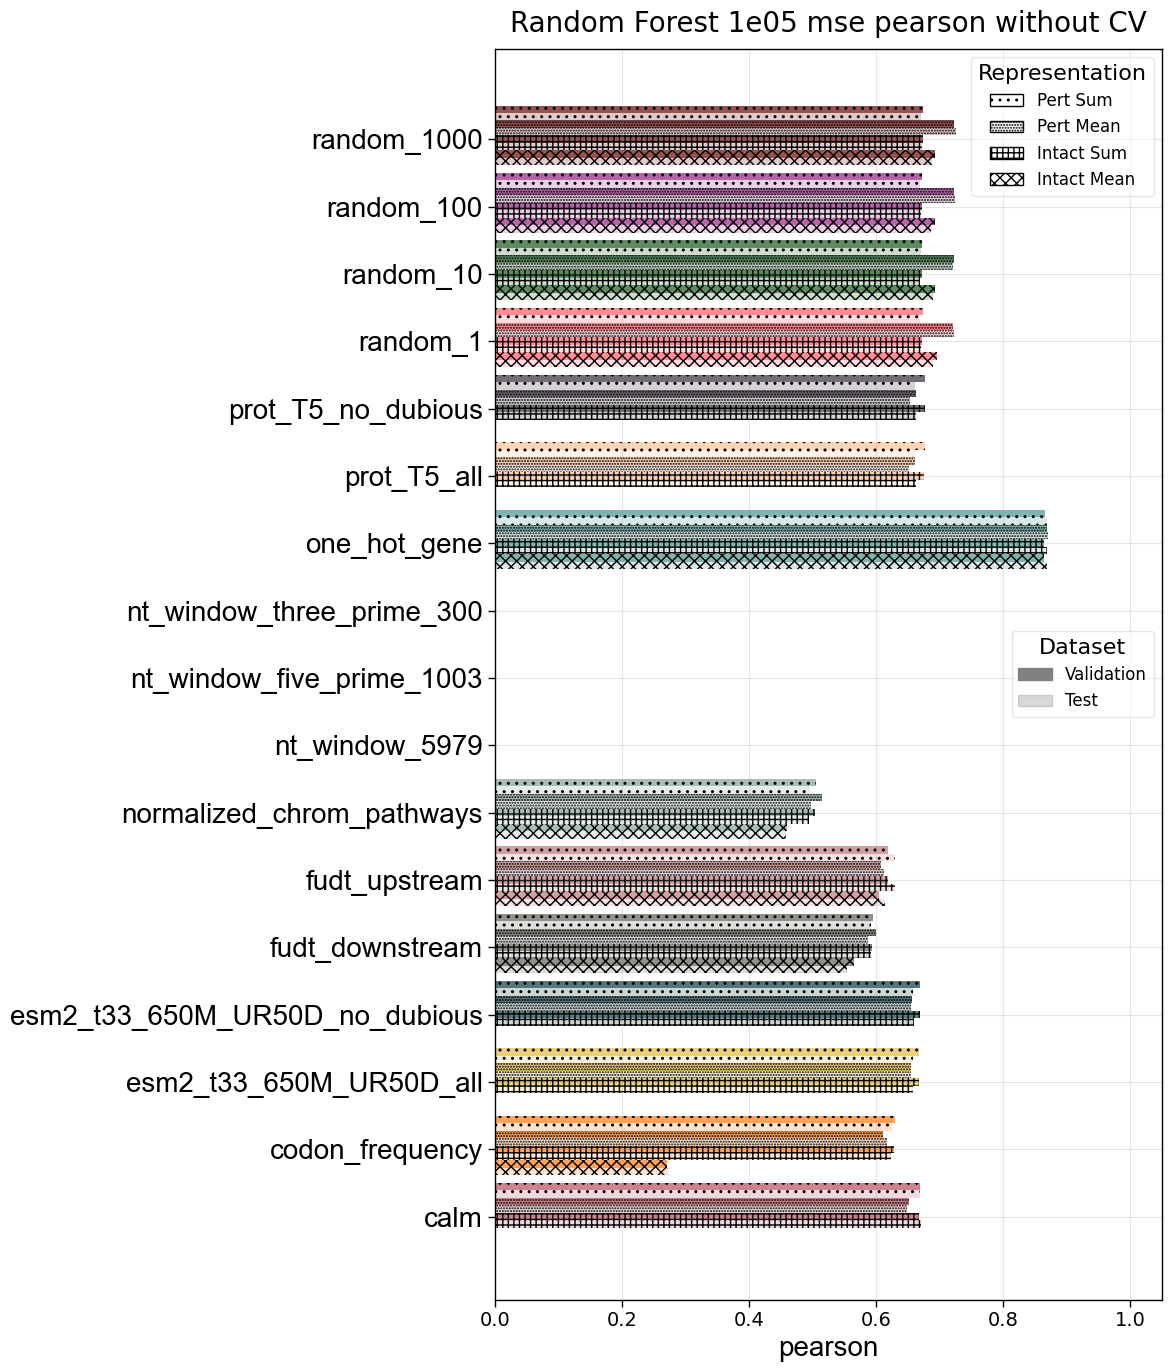 Random Forest 1e05 mse pearson without CV
Representation
Pert Sum
Pert Mean
Intact Sum
Intact Mean
random_1000
random_100
random_10
random_1
prot_T5_no_dubious
prot_T5_all
one_hot_gene
nt_window_three_prime_300
Dataset
Validation
Test
nt_window_five_prime_1003
nt_window_5979
normalized_chrom_pathways
fudt_upstream
fudt_downstream
esm2_t33_650M_UR50D_no_dubious
esm2_t33_650M_UR50D_all
codon_frequency
calm
0.0 0.2 0.4 0.6 0.8 1.0
pearson